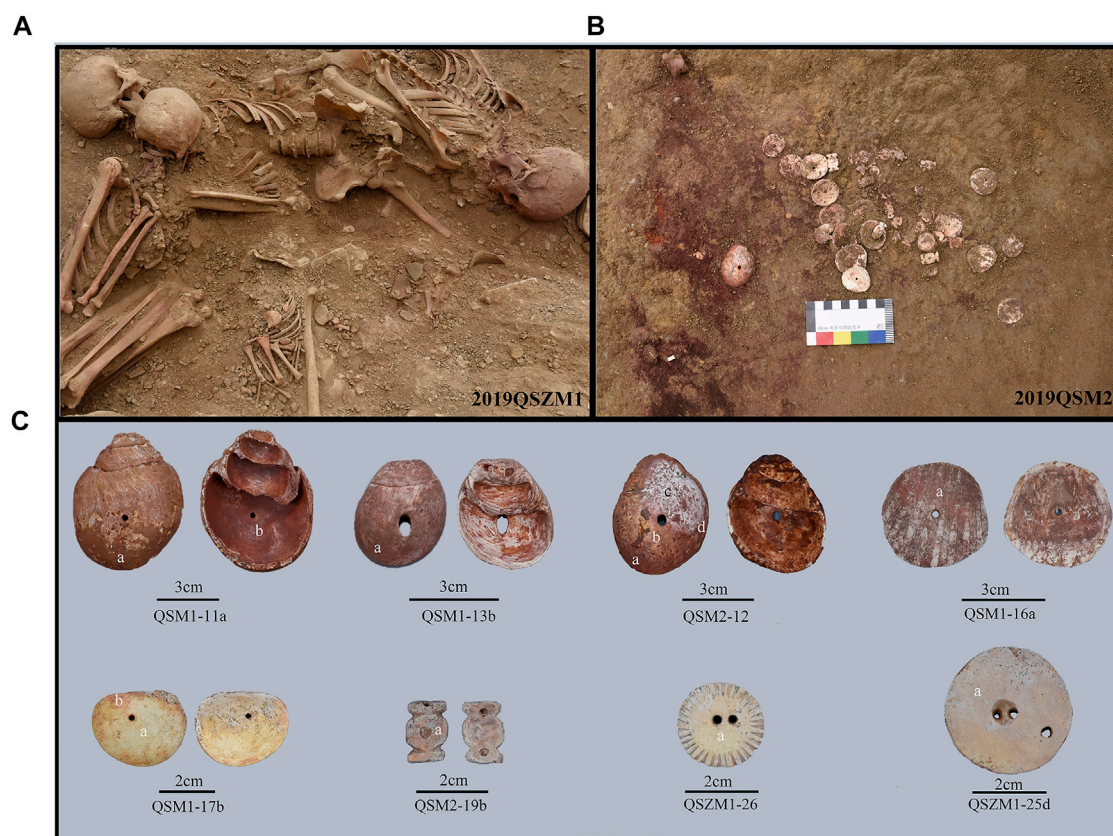 A
B
2019QSZM1
2019QSM2
C
a
b
a
c
b
d
a
a
a
3cm
3cm
3cm
3cm
QSM1-11a
QSM1-13b
QSM2-12
QSM1-16a
b
a
a
a
a
2cm
2cm
2cm
2cm
QSM1-17b
QSM2-19b
QSZM1-26
QSZM1-25d